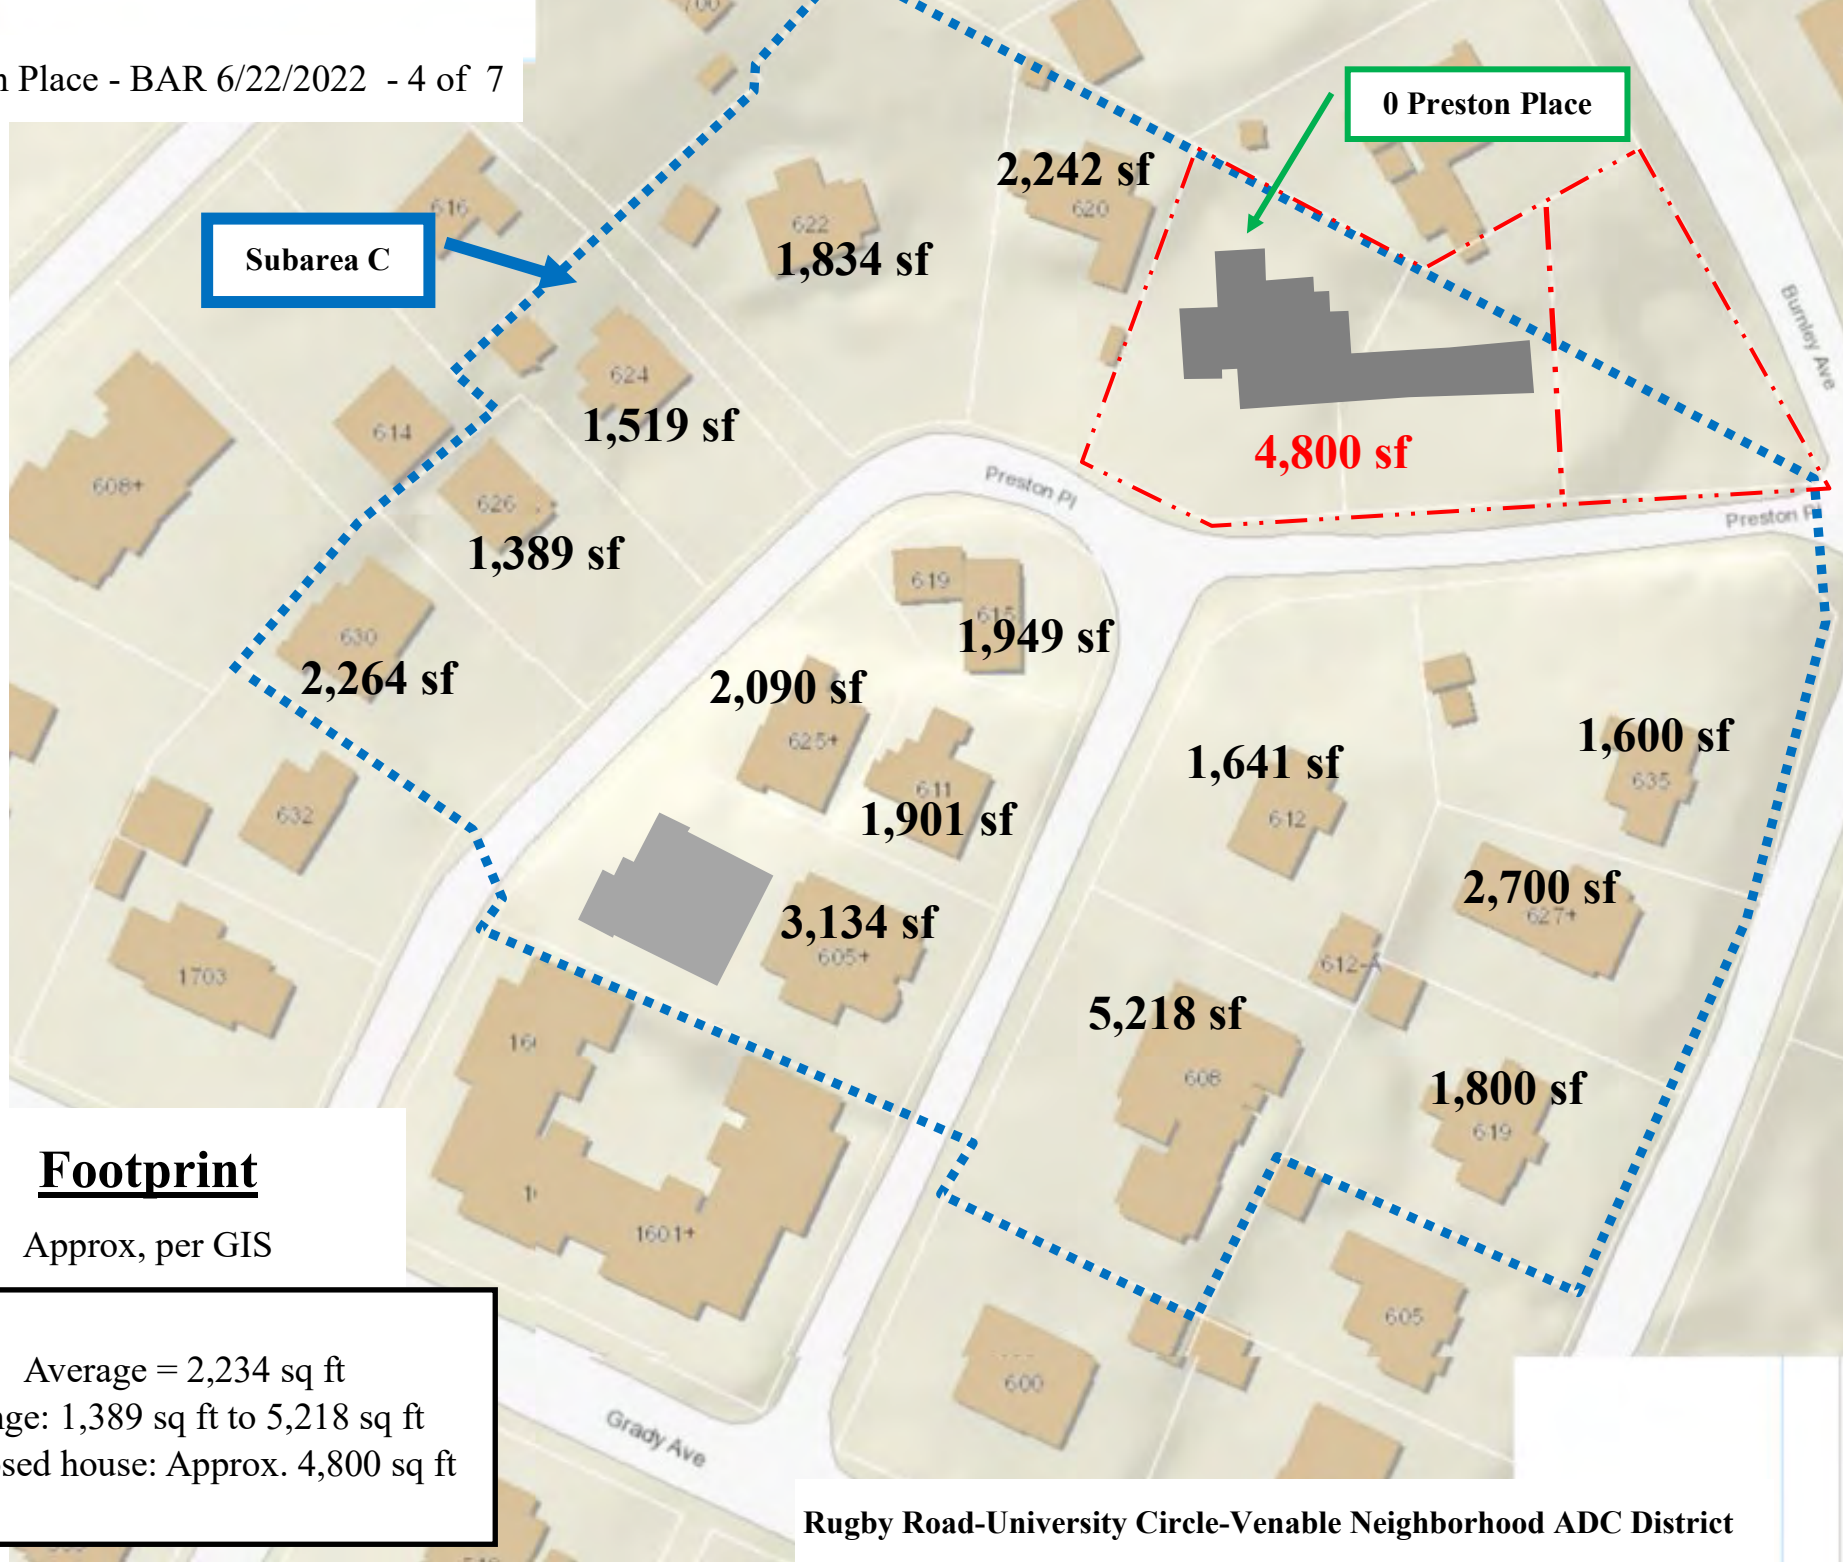 Place - BAR 6/22/2022 - 4 of 7
700
0 Preston Place
Subarea C
616
622
1,834 sf
2,242 sf
620
Burnley Ave
624
1,519 sf
614
608+
626
1,389 sf
4,800 sf
Preston Pl
Preston Pl
630
2,264 sf
619
615
1,949 sf
2,090 sf
625+
611
1,901 sf
632
1,641 sf
612
1,600 sf
635
2,700 sf
627+
3,134 sf
605+
1703
612-A
5,218 sf
608
1,800 sf
619
1601+
605
600
Grady Ave
Footprint
Approx, per GIS
Average = 2,234 sq ft
1,389 sq ft to 5,218 sq ft
house: Approx. 4,800 sq ft
Rugby Road-University Circle-Venable Neighborhood ADC District